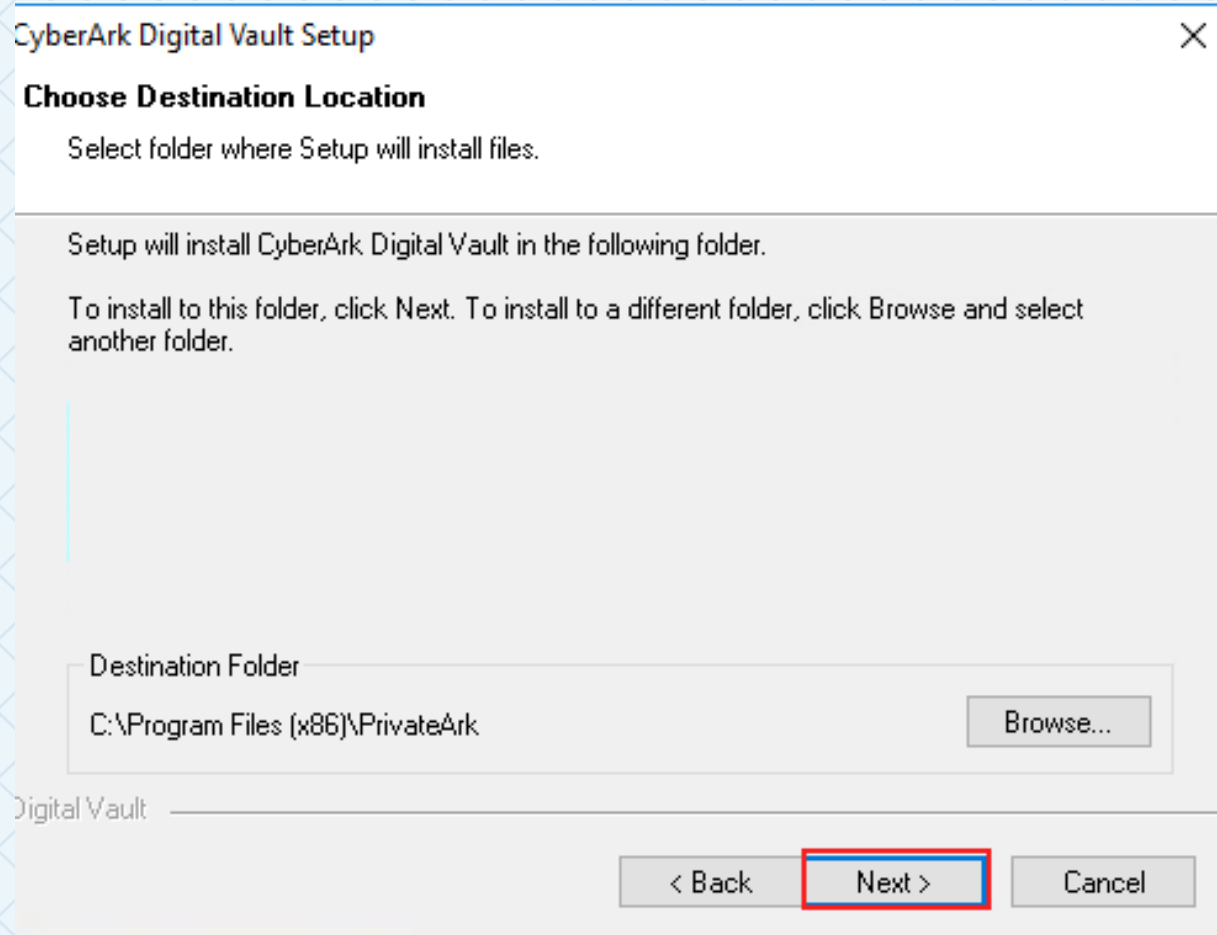 CyberArk Digital Vault Setup
Choose Destination Location
Select folder where Setup will install files.
Setup will install CyberArk Digital Vault in the following folder.
To install to this folder, click Next. To install to a different folder, click Browse and select
another folder.
Destination Folder
C:\Program Files (x86)\PrivateArk
Browse...
Digital Vault
< Back
Next >
Cancel